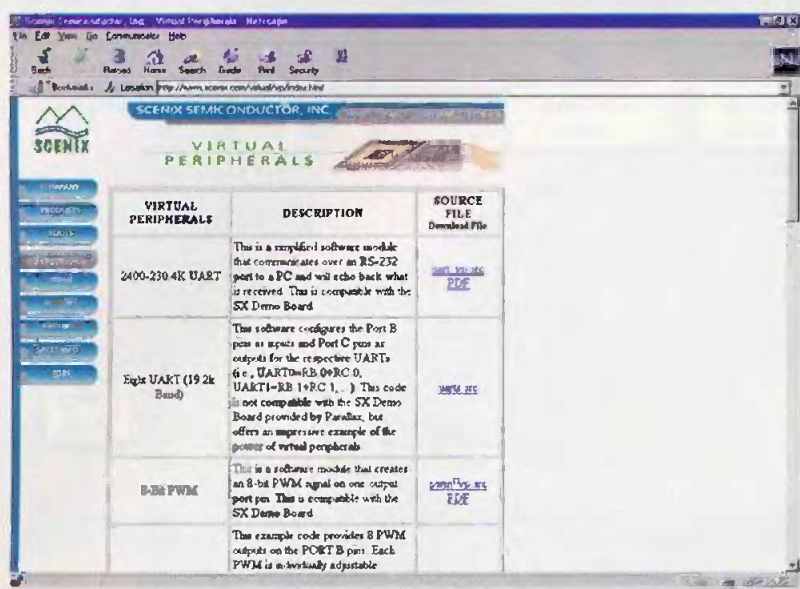 Scenix Semiconductor, Inc. Virtual Peripherals - Netscape
File Edit View Go Communicator Help
Back Reload Home Search Guide Print Security
Bookmarks Location: http://www.scenix.com/virtual/vp/index.html
SCENIX SEMICONDUCTOR, INC.
SCENIX
VIRTUAL
PERIPHERALS
COMPANY
PRODUCTS
TOOLS
JOBS
VIRTUAL
PERIPHERALS
DESCRIPTION
SOURCE
FILE
Download File
2400-230.4K UART
This is a simplified software module
that communicates over an RS-232
port to a PC and will echo back what
is received. This is compatible with the
SX Demo Board
PDF
Eight UART (19.2k
Baud)
This software configures the Port B
pins as inputs and Port C pins as
outputs for the respective UARTs
(i.e., UART0=RB.0+RC.0,
UART1=RB.1+RC.1, ...). This code
is not compatible with the SX Demo
Board provided by Parallax, but
offers an impressive example of the
power of virtual peripherals
8-Bit PWM
This is a software module that creates
an 8-bit PWM signal on one output
port pin. This is compatible with the
SX Demo Board
PDF
This example code provides 8 PWM
outputs on the PORT B pins. Each
PWM is individually adjustable